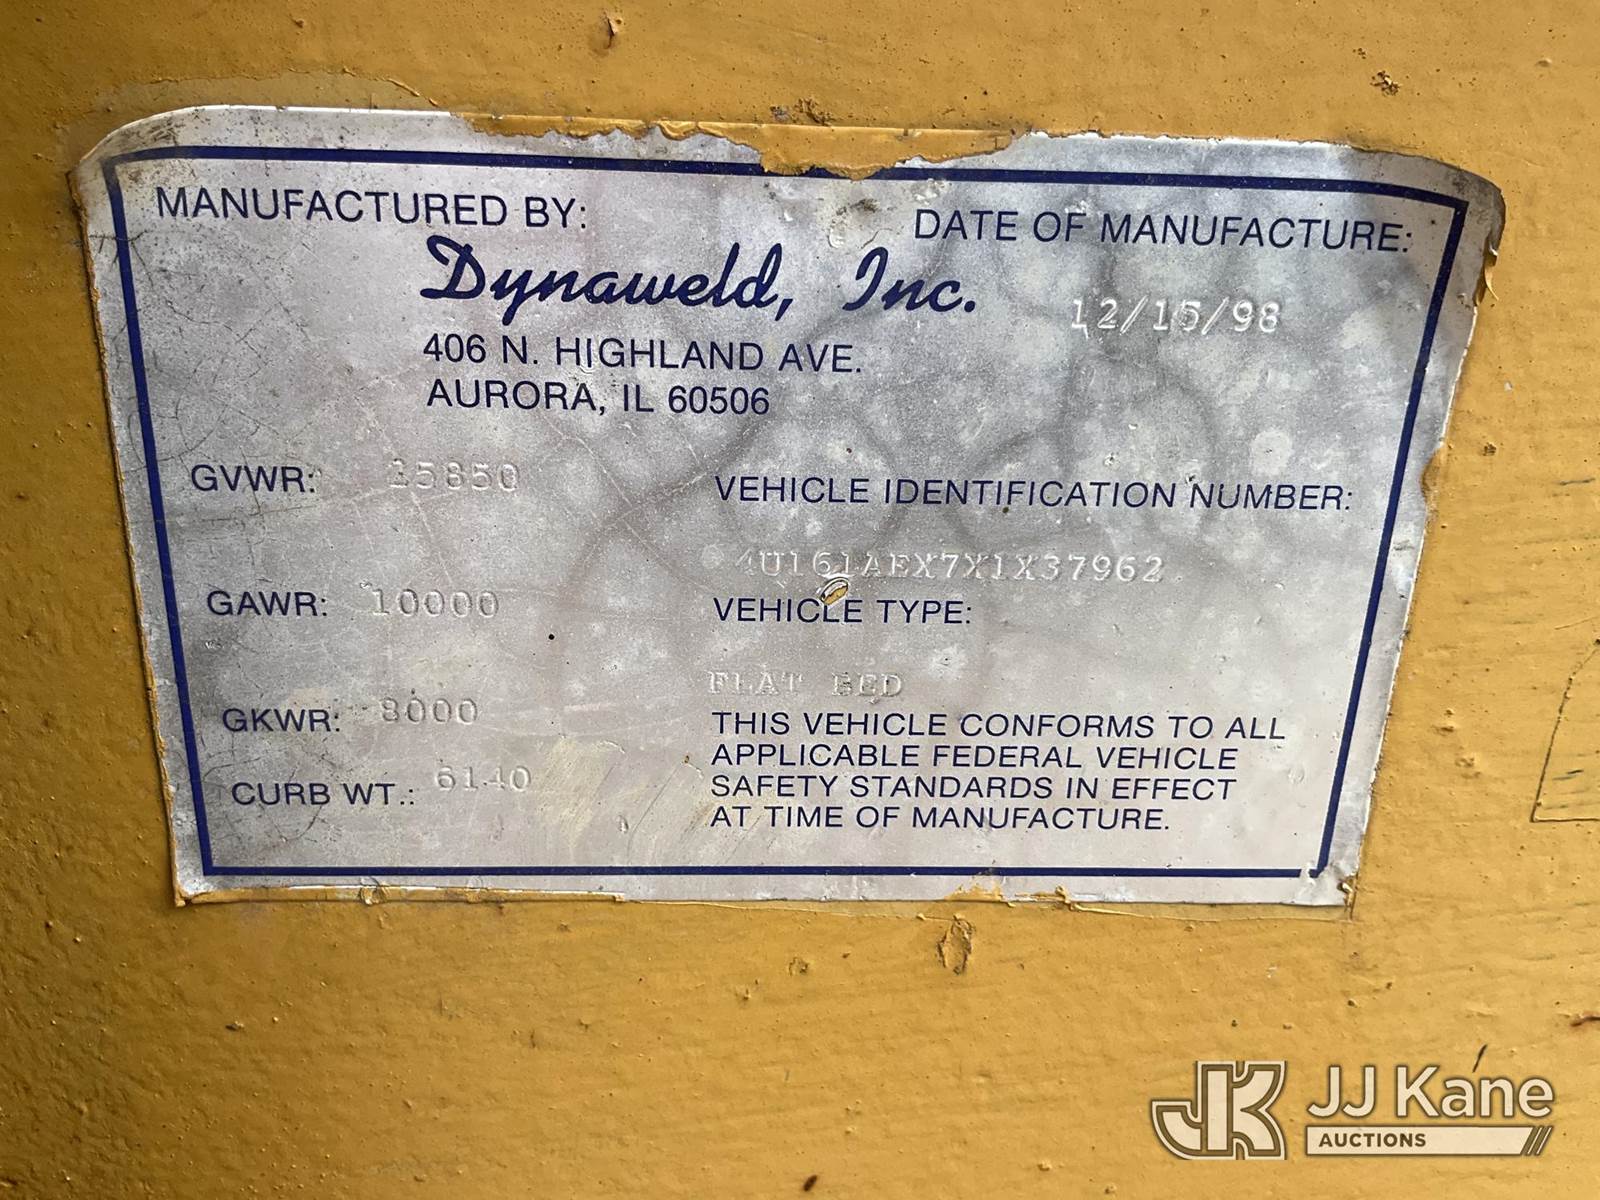 MANUFACTURED BY:
Dynaweld, Inc.
406 N. HIGHLAND AVE.
AURORA, IL 60506
DATE OF MANUFACTURE:
12/15/98
GVWR: 15850
GAWR: 10000
GKWR: 8000
CURB WT.: 6140
VEHICLE IDENTIFICATION NUMBER:
4U161AEX7X1X37962
VEHICLE TYPE:
FLAT BED
THIS VEHICLE CONFORMS TO ALL
APPLICABLE FEDERAL VEHICLE
SAFETY STANDARDS IN EFFECT
AT TIME OF MANUFACTURE.
JK JJ Kane
AUCTIONS